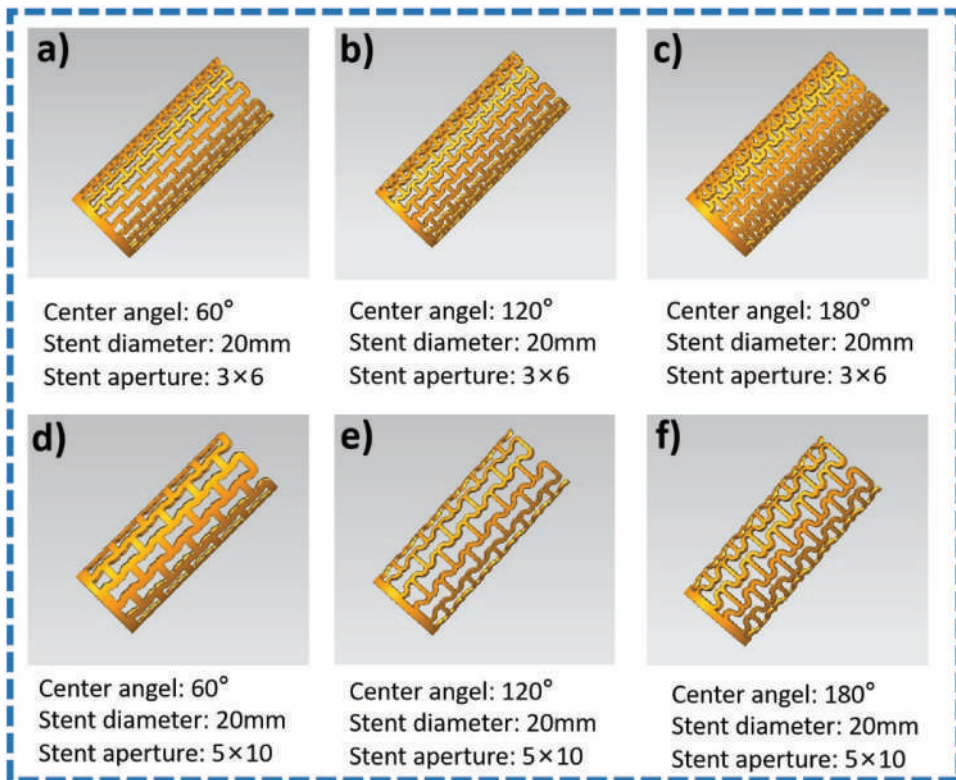 a)
b)
c)
Center angel: 60°
Stent diameter: 20mm
Stent aperture: 3×6
Center angel: 120°
Stent diameter: 20mm
Stent aperture: 3×6
Center angel: 180°
Stent diameter: 20mm
Stent aperture: 3×6
d)
e)
f)
Center angel: 60°
Stent diameter: 20mm
Stent aperture: 5×10
Center angel: 120°
Stent diameter: 20mm
Stent aperture: 5×10
Center angel: 180°
Stent diameter: 20mm
Stent aperture: 5×10